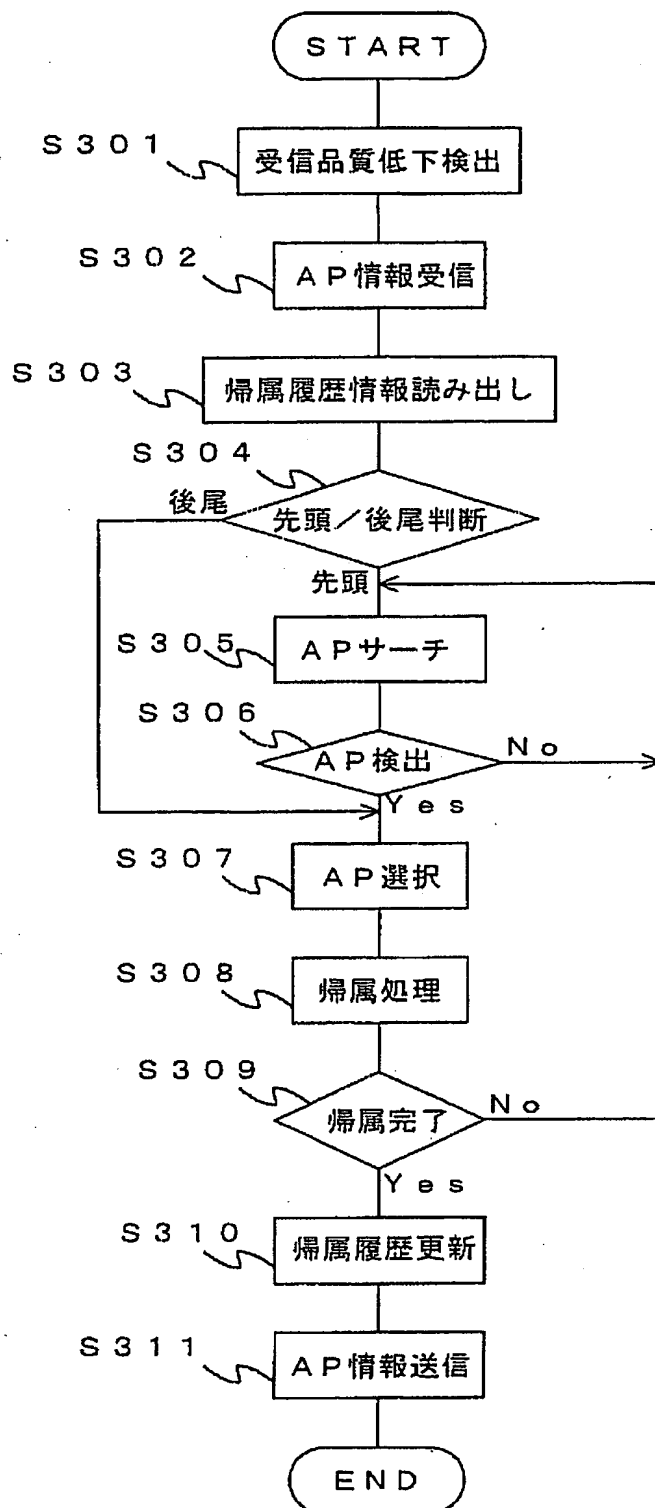 ＳＴＡＲＴ
Ｓ３０１
受信品質低下検出
Ｓ３０２
ＡＰ情報受信
Ｓ３０３
帰属履歴情報読み出し
Ｓ３０４
後尾
先頭／後尾判断
先頭
Ｓ３０５
ＡＰサーチ
Ｓ３０６
ＡＰ検出
Ｎｏ
Ｙｅｓ
Ｓ３０７
ＡＰ選択
Ｓ３０８
帰属処理
Ｓ３０９
帰属完了
Ｎｏ
Ｙｅｓ
Ｓ３１０
帰属履歴更新
Ｓ３１１
ＡＰ情報送信
ＥＮＤ